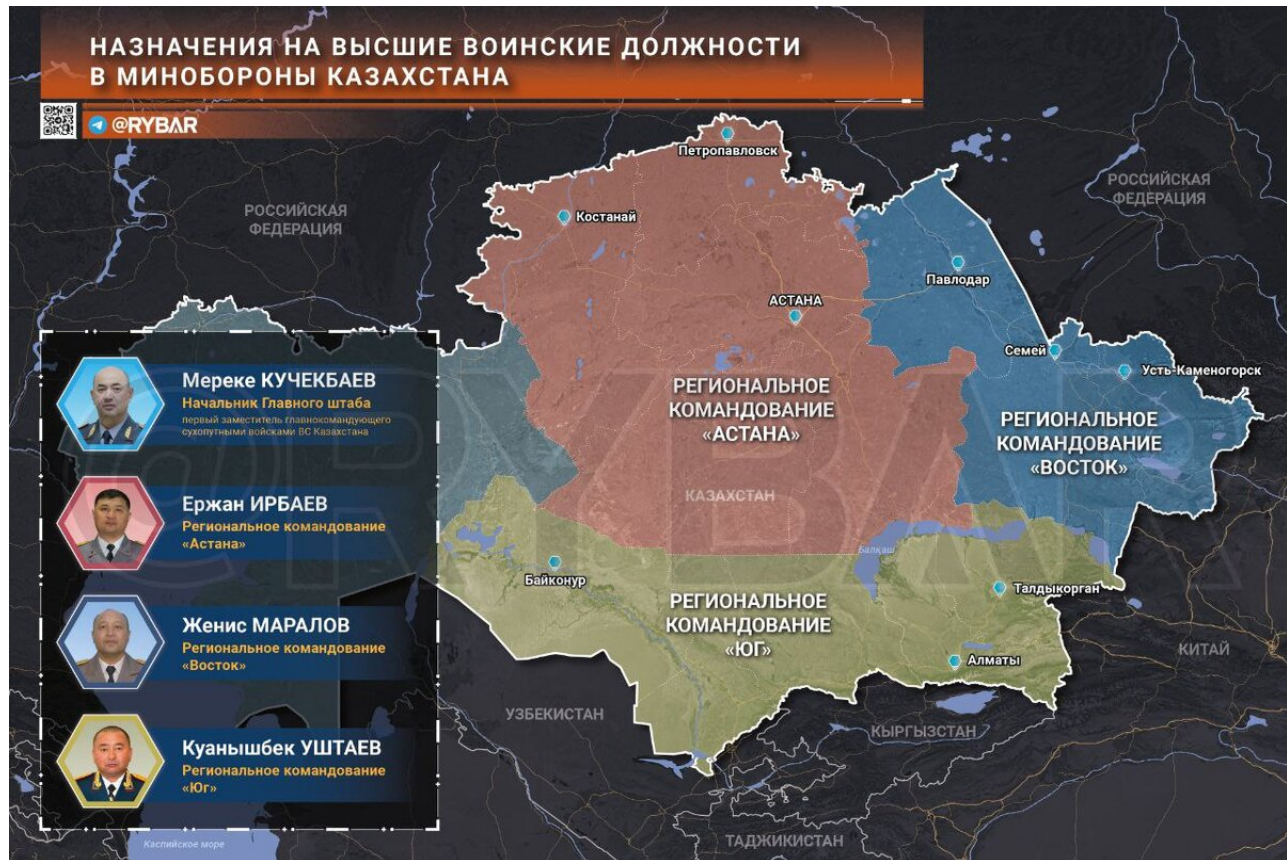 НАЗНАЧЕНИЯ НА ВЫСШИЕ ВОИНСКИЕ ДОЛЖНОСТИ
В МИНОБОРОНЫ КАЗАХСТАНА
@RYBAR
Мереке КУЧЕКБАЕВ
Начальник Главного штаба
первый заместитель главнокомандующего
сухопутными войсками ВС Казахстана
Ержан ИРБАЕВ
Региональное командование
«Астана»
Женис МАРАЛОВ
Региональное командование
«Восток»
Куанышбек УШТАЕВ
Региональное командование
«Юг»
РОССИЙСКАЯ
ФЕДЕРАЦИЯ
Петропавловск
Костанай
АСТАНА
РЕГИОНАЛЬНОЕ
КОМАНДОВАНИЕ
«АСТАНА»
КАЗАХСТАН
РОССИЙСКАЯ
ФЕДЕРАЦИЯ
Павлодар
Семей
Усть-Каменогорск
РЕГИОНАЛЬНОЕ
КОМАНДОВАНИЕ
«ВОСТОК»
Балқаш
Байконур
Талдыкорган
РЕГИОНАЛЬНОЕ
КОМАНДОВАНИЕ
«ЮГ»
Алматы
КИТАЙ
УЗБЕКИСТАН
КЫРГЫЗСТАН
ТАДЖИКИСТАН
Каспийское море
@RYBAR